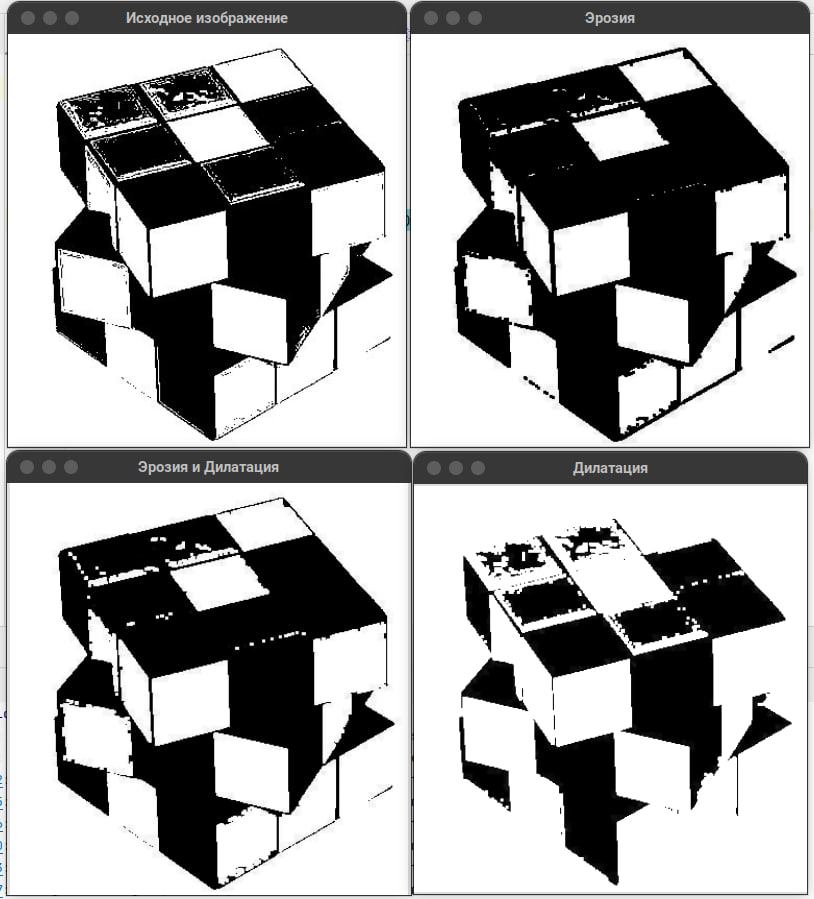 Исходное изображение
Эрозия
Эрозия и Дилатация
Дилатация